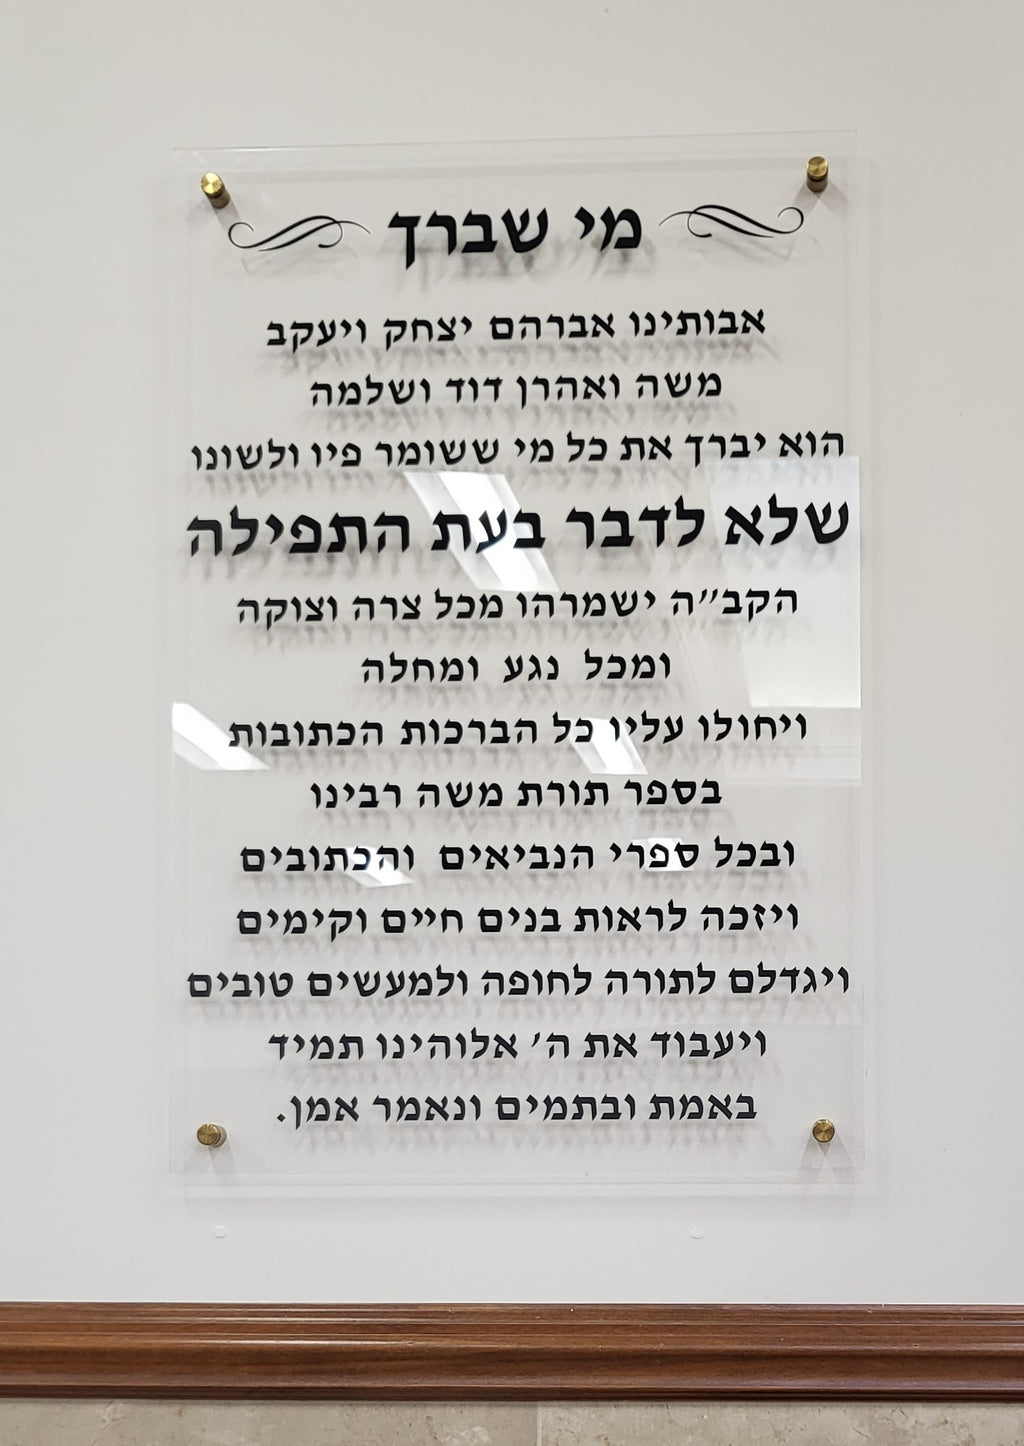 מי שברך
אבותינו אברהם יצחק ויעקב
משה ואהרן דוד ושלמה
הוא יברך את כל מי ששומר פיו ולשונו
שלא לדבר בעת התפילה
הקב״ה ישמרהו מכל צרה וצוקה
ומכל נגע ומחלה
ויחולו עליו כל הברכות הכתובות
בספר תורת משה רבינו
ובכל ספרי הנביאים והכתובים
ויזכה לראות בנים חיים וקימים
ויגדלם לתורה לחופה ולמעשים טובים
ויעבוד את ה׳ אלוהינו תמיד
באמת ובתמים ונאמר אמן.